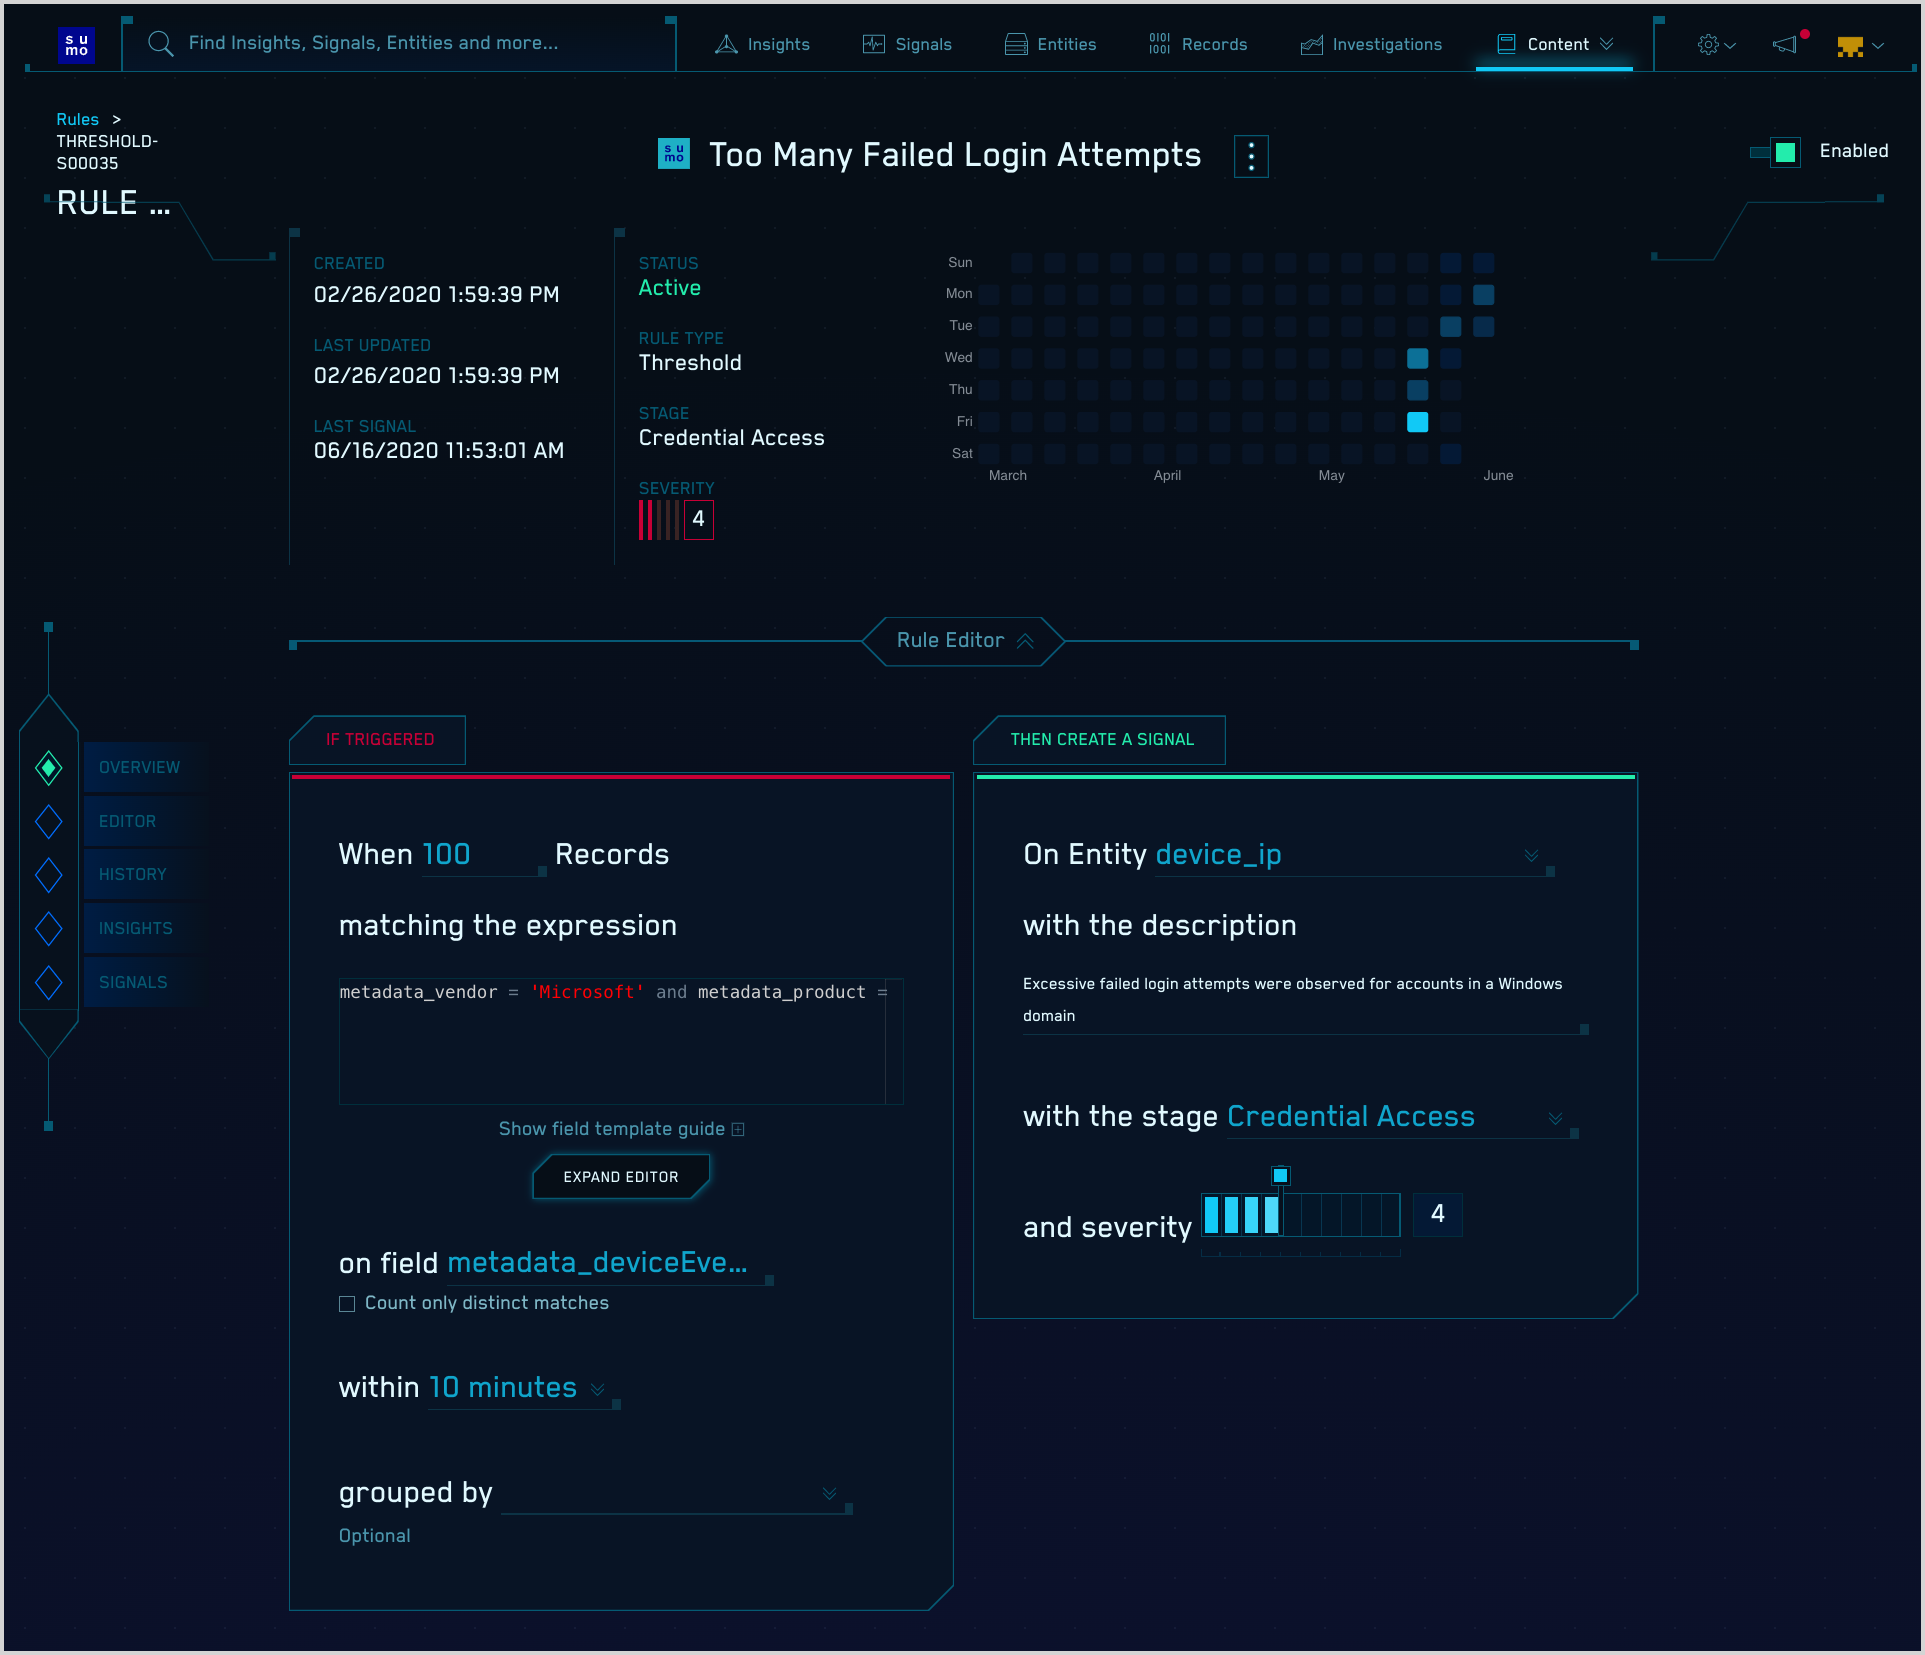 su
mo
Find Insights, Signals, Entities and more...
Insights
Signals
Entities
0101
1001
Records
Investigations
Content
Rules >
THRESHOLD-
S00035
RULE ...
su
mo
Too Many Failed Login Attempts
Enabled
CREATED
02/26/2020 1:59:39 PM
LAST UPDATED
02/26/2020 1:59:39 PM
LAST SIGNAL
06/16/2020 11:53:01 AM
STATUS
Active
RULE TYPE
Threshold
STAGE
Credential Access
SEVERITY
4
Sun
Mon
Tue
Wed
Thu
Fri
Sat
March April May June
Rule Editor
OVERVIEW
EDITOR
HISTORY
INSIGHTS
SIGNALS
IF TRIGGERED
When 100 Records
matching the expression
metadata_vendor = 'Microsoft' and metadata_product =
Show field template guide
EXPAND EDITOR
on field metadata_deviceEve...
Count only distinct matches
within 10 minutes
grouped by
Optional
THEN CREATE A SIGNAL
On Entity device_ip
with the description
Excessive failed login attempts were observed for accounts in a Windows
domain
with the stage Credential Access
and severity 4